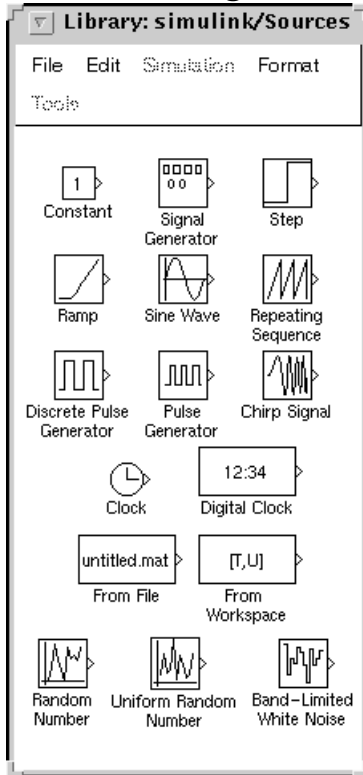 Library: simulink/Sources
File Edit Simulation Format
Tools
1
Constant
Signal
Generator
Step
Ramp
Sine Wave
Repeating
Sequence
Discrete Pulse
Generator
Pulse
Generator
Chirp Signal
Clock
12:34
Digital Clock
untitled.mat
From File
[T,U]
From
Workspace
Random
Number
Uniform Random
Number
Band-Limited
White Noise